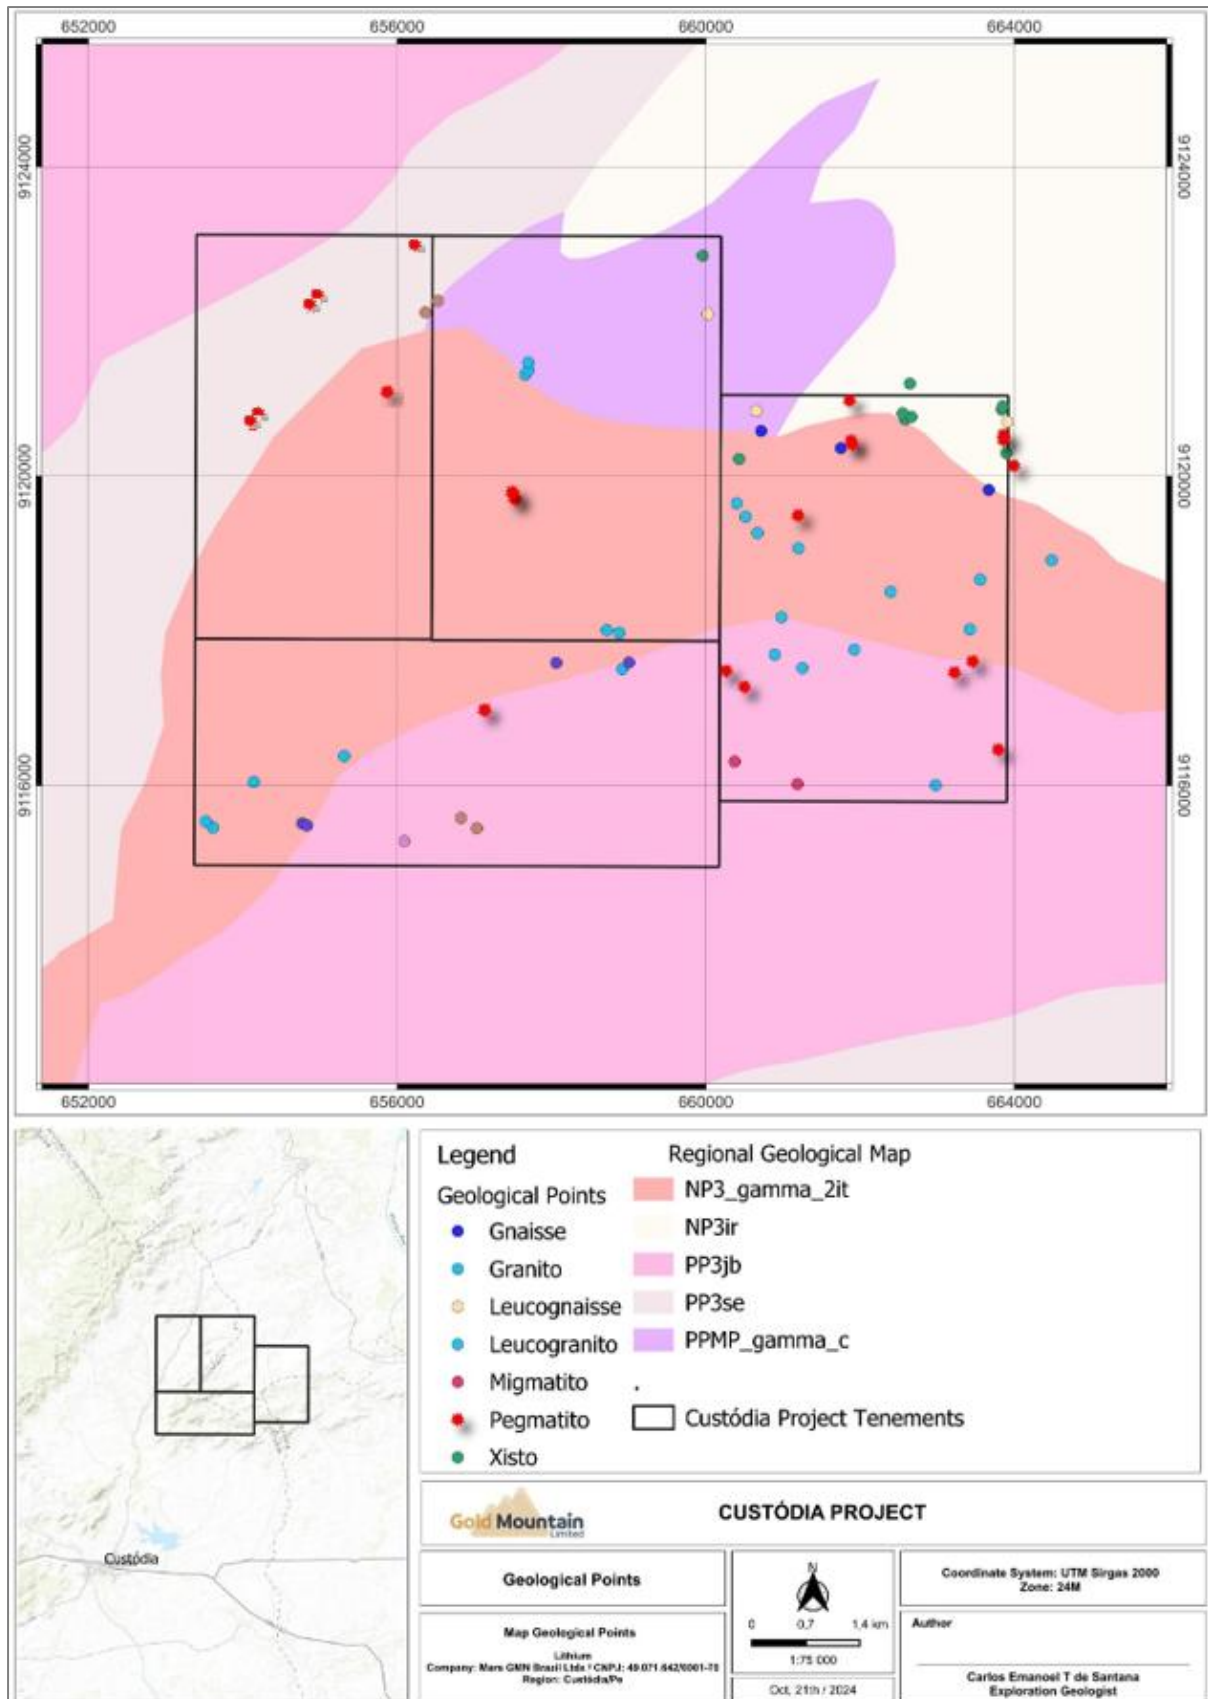 652000 656000 660000 664000
9124000 9124000
9120000 9120000
9116000 9116000
652000 656000 660000 664000
Legend
Geological Points
Gnaisse
Granito
Leucognaisse
Leucogranito
Migmatito
Pegmatito
Xisto
Regional Geological Map
NP3_gamma_2it
NP3ir
PP3jb
PP3se
PPMP_gamma_c
.
Custódia Project Tenements
Custódia
Gold Mountain
Limited
CUSTÓDIA PROJECT
Geological Points
Map Geological Points
Lithium
Company: Mars GMN Brazil Ltda
Region: Custódia/Pe
N
0 0,7 1,4 km
1:75 000
Oct, 21th / 2024
Coordinate System: UTM Sirgas 2000
Zone: 24M
Author
Carlos Emanoel T de Santana
Exploration Geologist